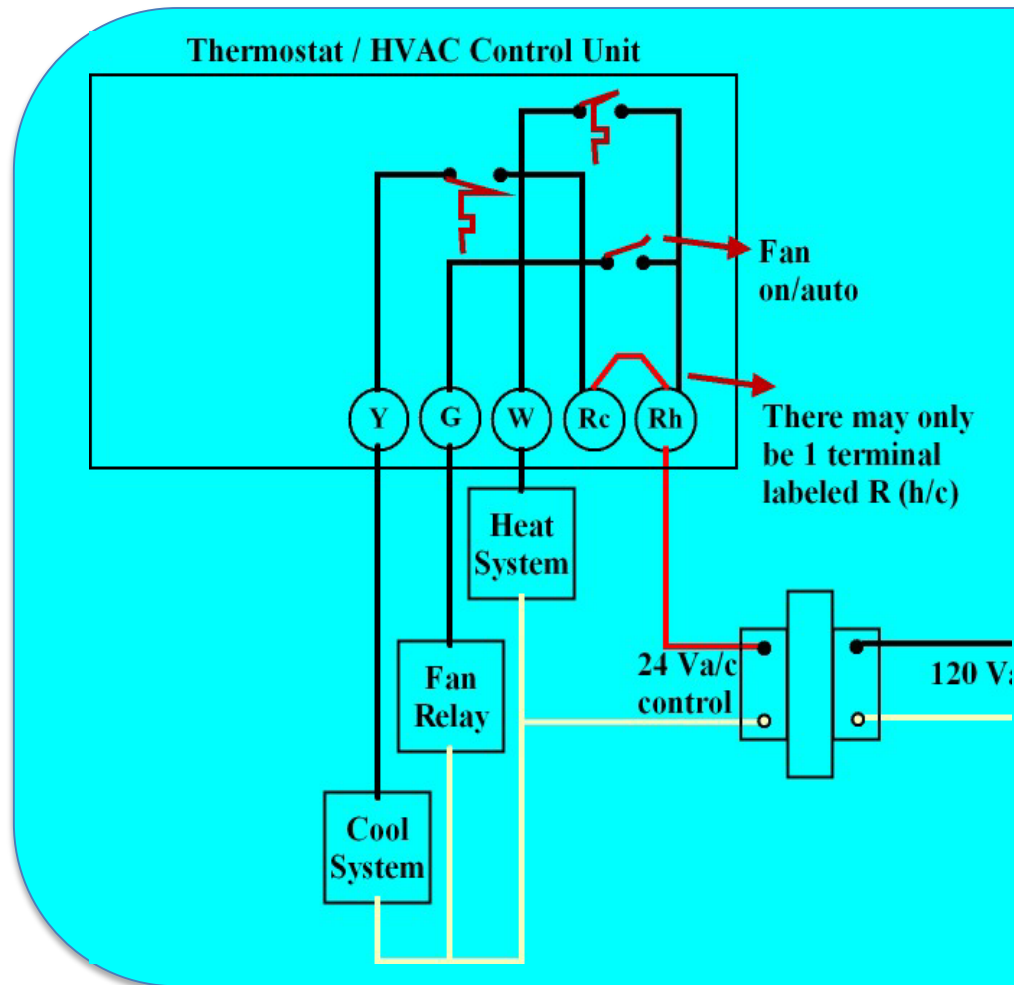 Thermostat / HVAC Control Unit
Fan
on/auto
Y
G
W
Rc
Rh
There may only
be 1 terminal
labeled R (h/c)
Heat
System
24 Va/c
control
120
Fan
Relay
Cool
System